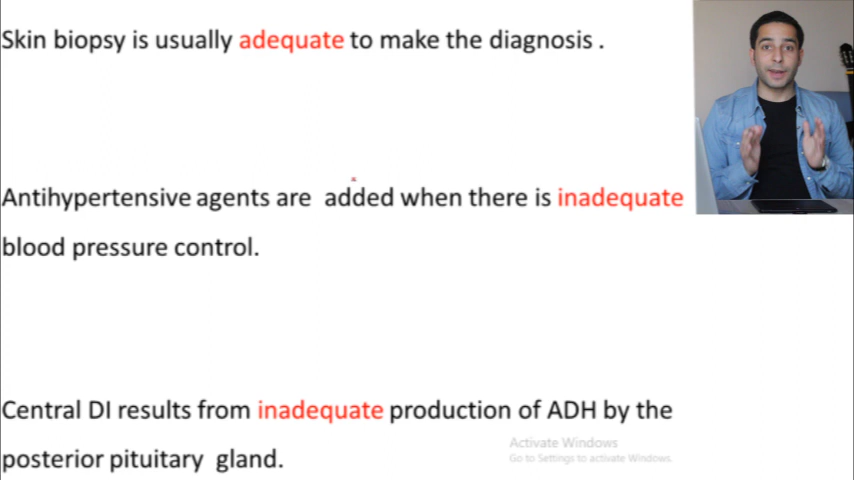 Skin biopsy is usually adequate to make the diagnosis .
Antihypertensive agents are added when there is inadequate
blood pressure control.
Central DI results from inadequate production of ADH by the
posterior pituitary gland.
Activate Windows
Go to Settings to activate Windows.